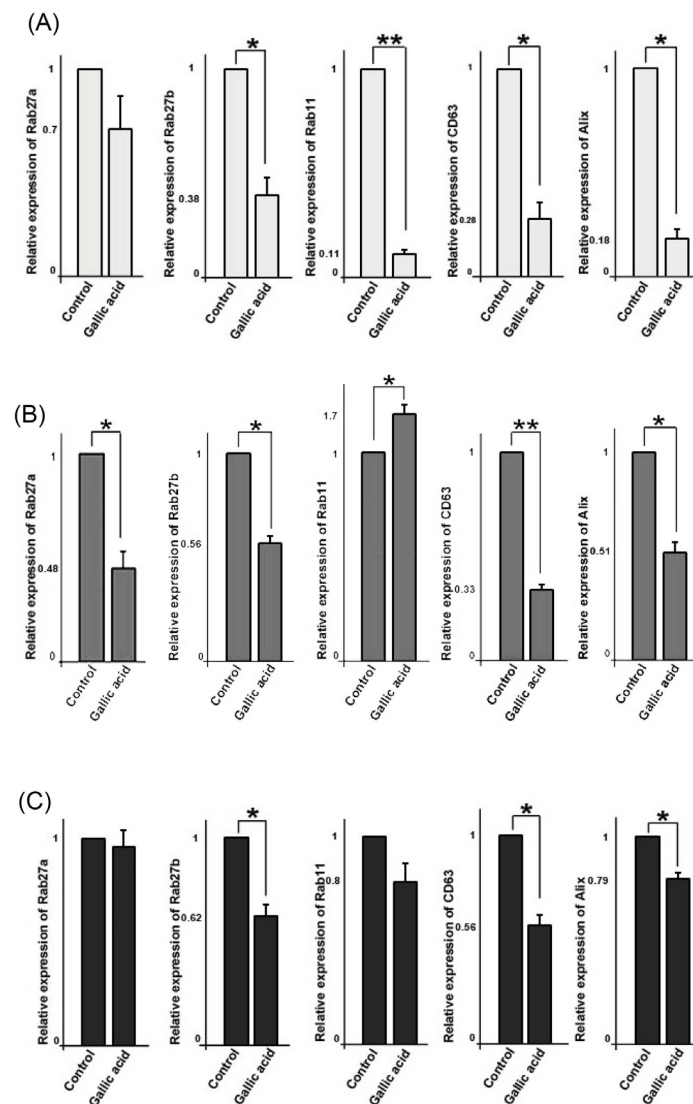 (A)
Relative expression of Rab27a
1
0.7
0
Control
Gallic acid
Relative expression of Rab27b
1
0.38
0
*
Control
Gallic acid
Relative expression of Rab11
1
0.11
0
**
Control
Gallic acid
Relative expression of CD63
1
0.28
0
*
Control
Gallic acid
Relative expression of Alix
1
0.18
0
*
Control
Gallic acid
(B)
Relative expression of Rab27a
1
0.48
0
*
Control
Gallic acid
Relative expression of Rab27b
1
0.56
0
*
Control
Gallic acid
Relative expression of Rab11
1.7
1
0
*
Control
Gallic acid
Relative expression of CD63
1
0.33
0
**
Control
Gallic acid
Relative expression of Alix
1
0.51
0
*
Control
Gallic acid
(C)
Relative expression of Rab27a
1
0
Control
Gallic acid
Relative expression of Rab27b
1
0.62
0
*
Control
Gallic acid
Relative expression of Rab11
1
0.8
0
Control
Gallic acid
Relative expression of CD63
1
0.56
0
*
Control
Gallic acid
Relative expression of Alix
1
0.79
0
*
Control
Gallic acid